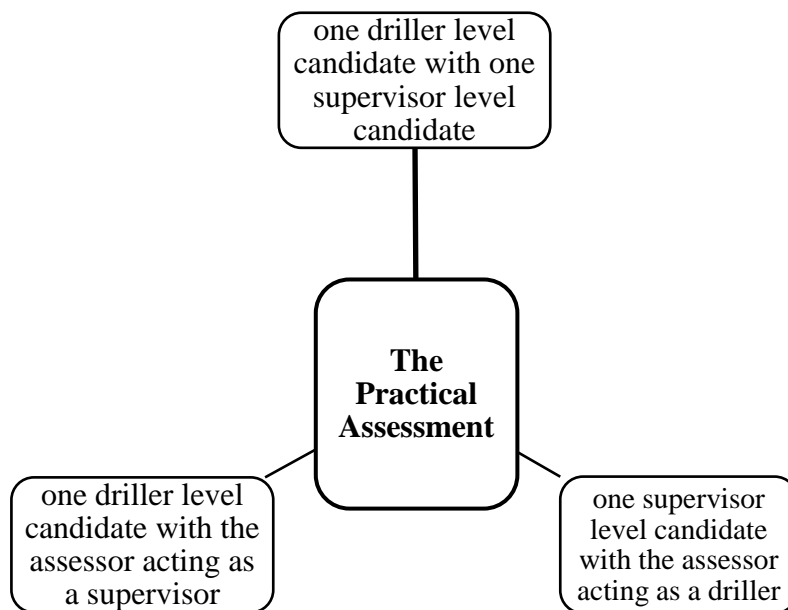 one driller level
candidate with one
supervisor level
candidate
The
Practical
Assessment
one driller level
candidate with the
assessor acting as
a supervisor
one supervisor
level candidate
with the assessor
acting as a driller